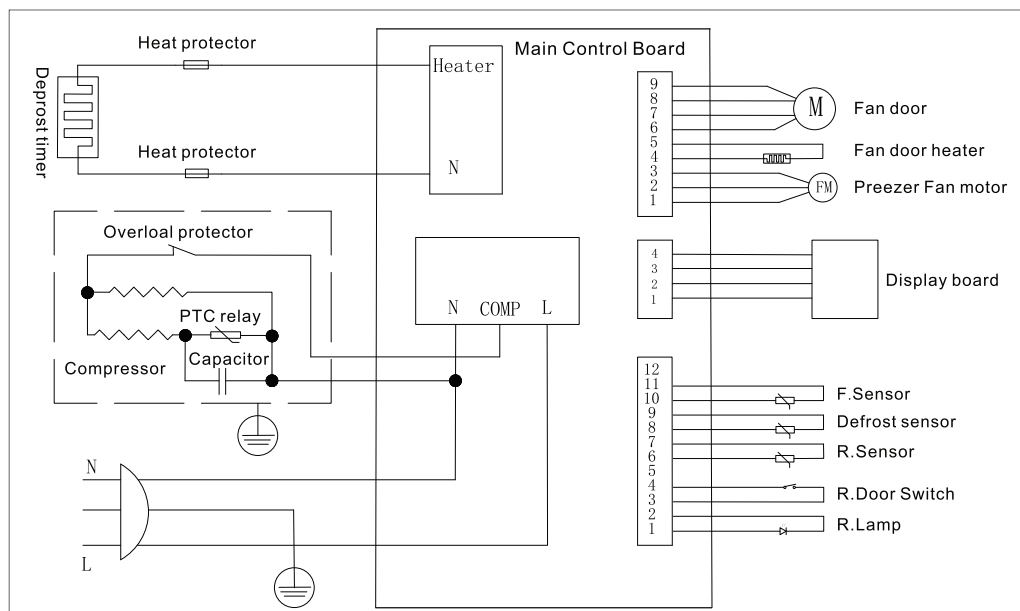 Heat protector
Main Control Board
Heater
Deprost timer
Heat protector
N
9
8
7
6
5
4
3
2
1
M
Fan door
Fan door heater
FM
Preezer Fan motor
Overloal protector
PTC relay
Capacitor
Compressor
N COMP L
4
3
2
1
Display board
12
11
10
9
8
7
6
5
4
3
2
1
F.Sensor
Defrost sensor
R.Sensor
R.Door Switch
R.Lamp
N
L